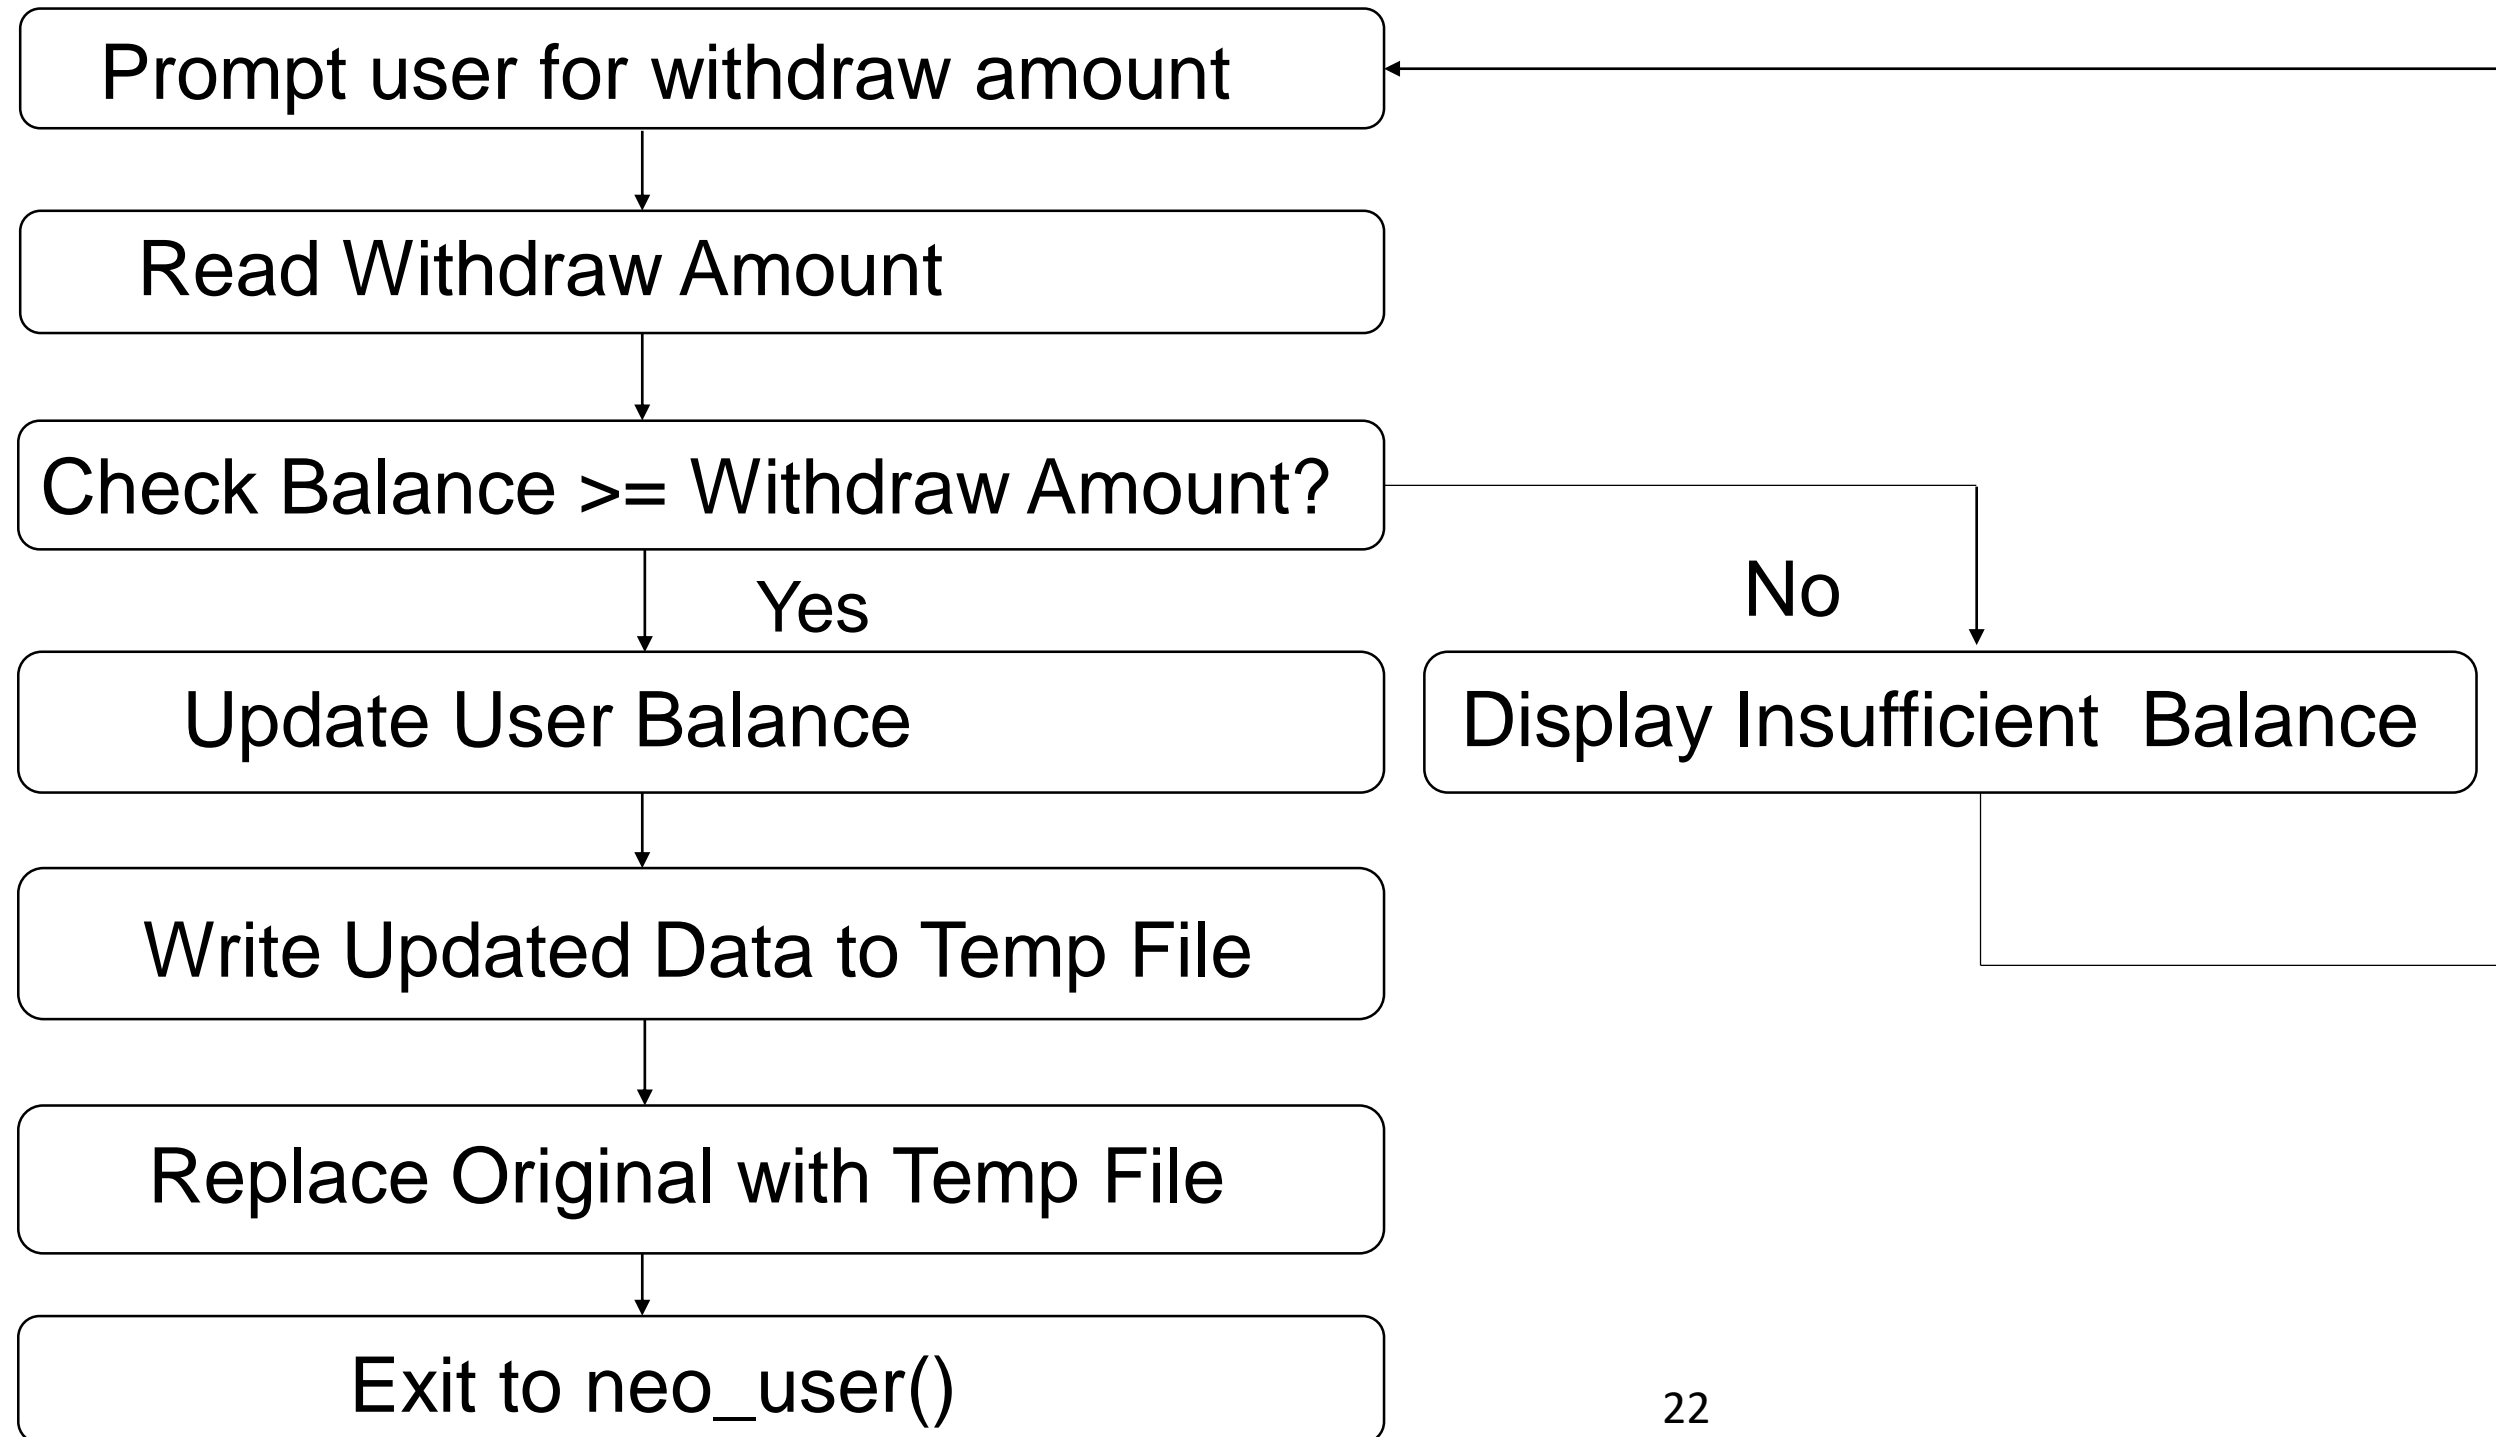 Prompt user for withdraw amount
Read Withdraw Amount
Check Balance >= Withdraw Amount?
Yes
No
Update User Balance
Display Insufficient Balance
Write Updated Data to Temp File
Replace Original with Temp File
Exit to neo_user()
22